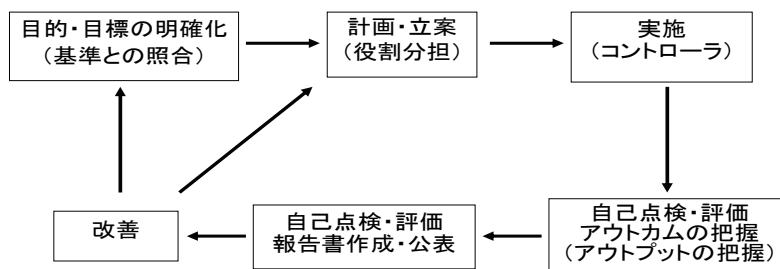 目的・目標の明確化
(基準との照合)
計画・立案
(役割分担)
実施
(コントローラ)
改善
自己点検・評価
報告書作成・公表
自己点検・評価
アウトカムの把握
(アウトプットの把握)